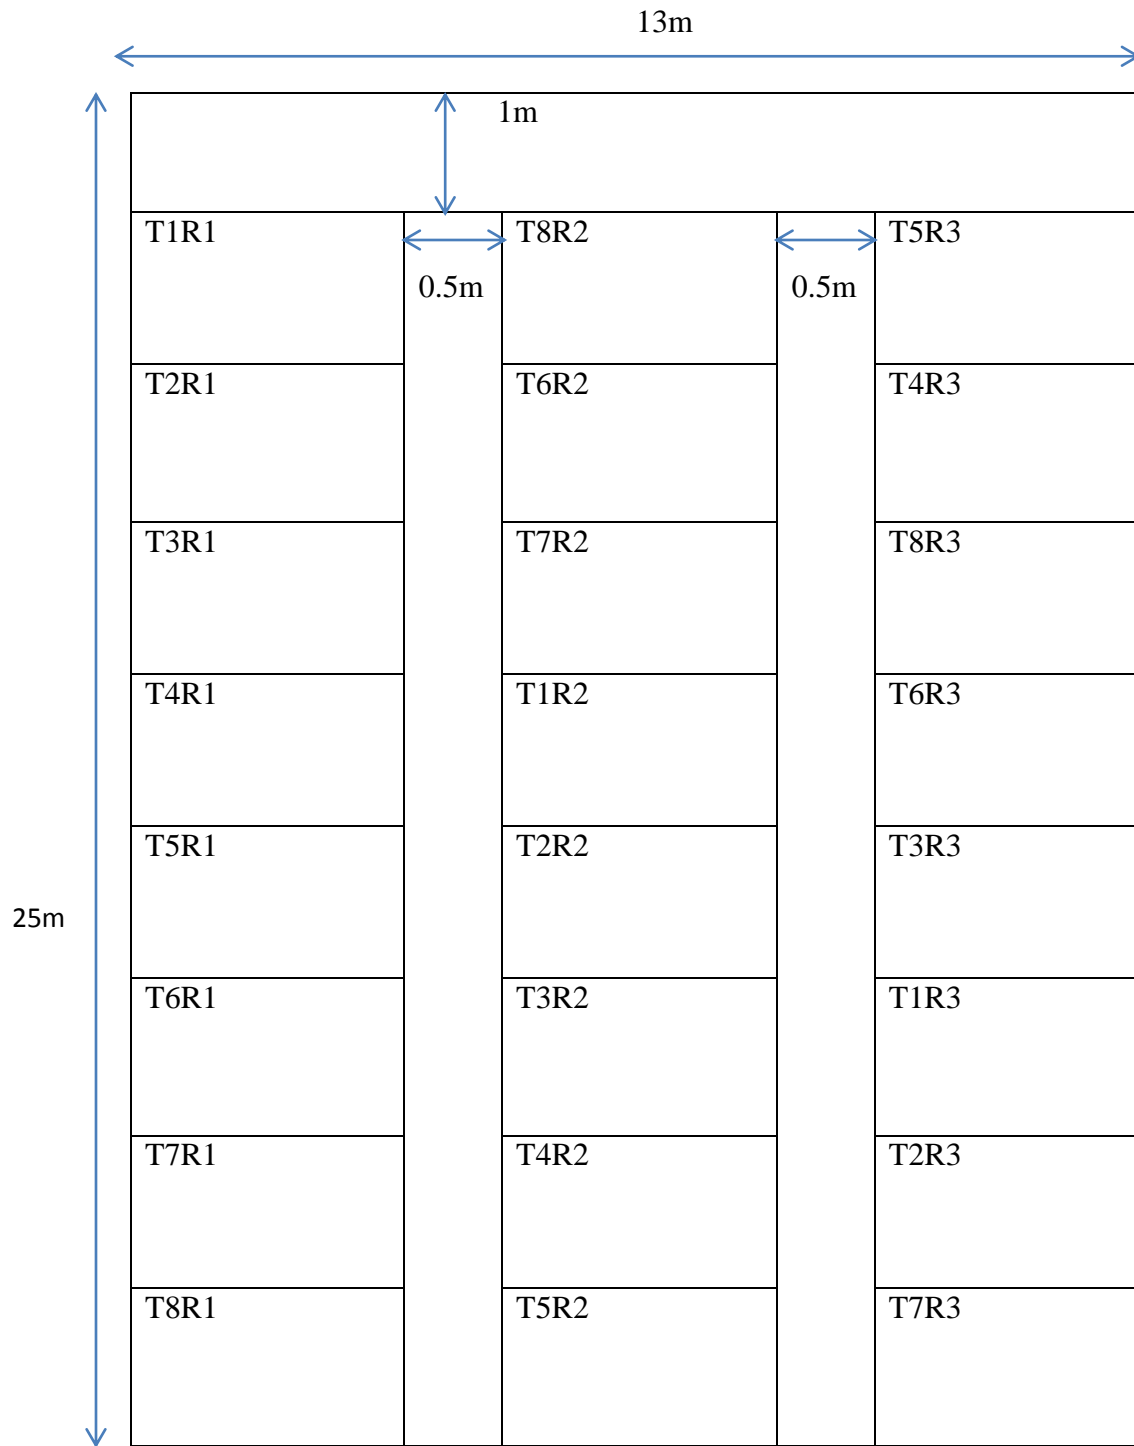 13m
1m
T1R1 T8R2 T5R3
0.5m 0.5m
T2R1 T6R2 T4R3
T3R1 T7R2 T8R3
T4R1 T1R2 T6R3
T5R1 T2R2 T3R3
25m
T6R1 T3R2 T1R3
T7R1 T4R2 T2R3
T8R1 T5R2 T7R3